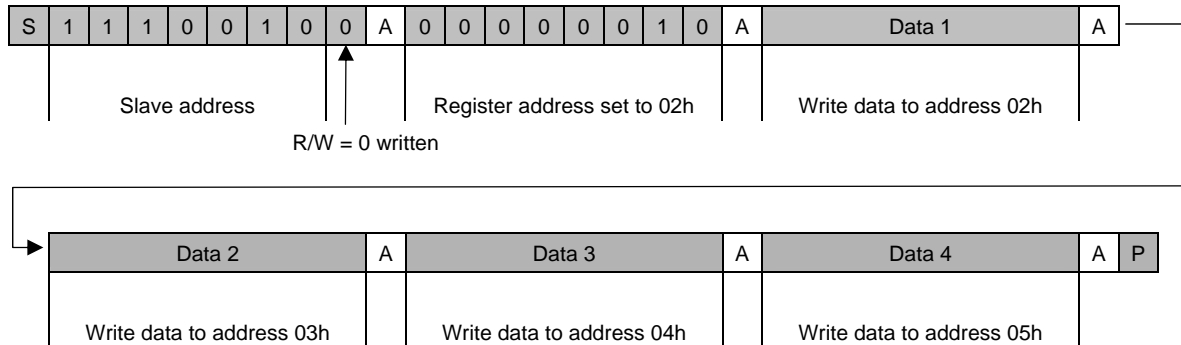 S 1 1 1 0 0 1 0 0 A 0 0 0 0 0 0 1 0 A Data 1 A
Slave address Register address set to 02h Write data to address 02h
R/W = 0 written
Data 2 A Data 3 A Data 4 A P
Write data to address 03h Write data to address 04h Write data to address 05h